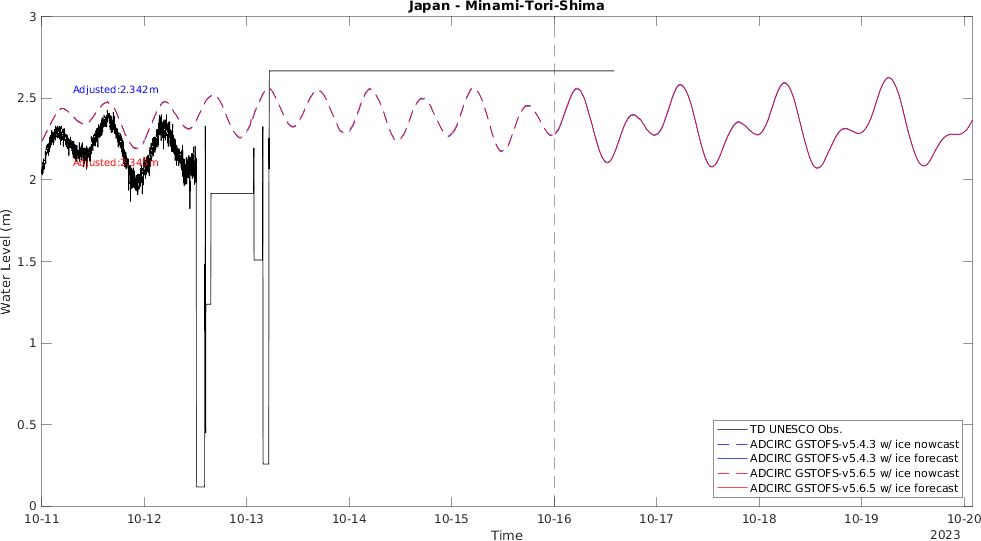 Japan - Minami-Tori-Shima
3
2.5
2
1.5
1
0.5
0
Water Level (m)
Adjusted:2.342m
TD UNESCO Obs.
ADCIRC GSTOFS-v5.4.3 w/ ice nowcast
ADCIRC GSTOFS-v5.4.3 w/ ice forecast
ADCIRC GSTOFS-v5.6.5 w/ ice nowcast
ADCIRC GSTOFS-v5.6.5 w/ ice forecast
10-11 10-12 10-13 10-14 10-15 10-16 10-17 10-18 10-19 10-20
Time
2023